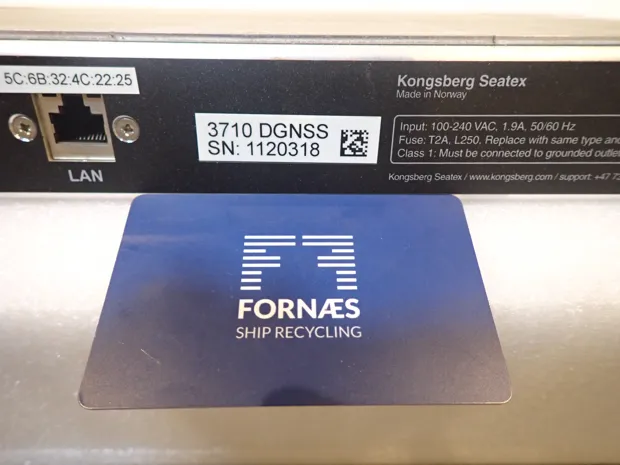 5C:6B:32:4C:22:25
LAN
3710 DGNSS
SN: 1120318
Kongsberg Seatex
Made in Norway
Input: 100-240 VAC, 1.9A, 50/60 Hz
Fuse: T2A, L250, Replace with same type and
Class 1: Must be connected to grounded outlet
Kongsberg Seatex / www.kongsberg.com / support: +47 73
FORNÆS
SHIP RECYCLING